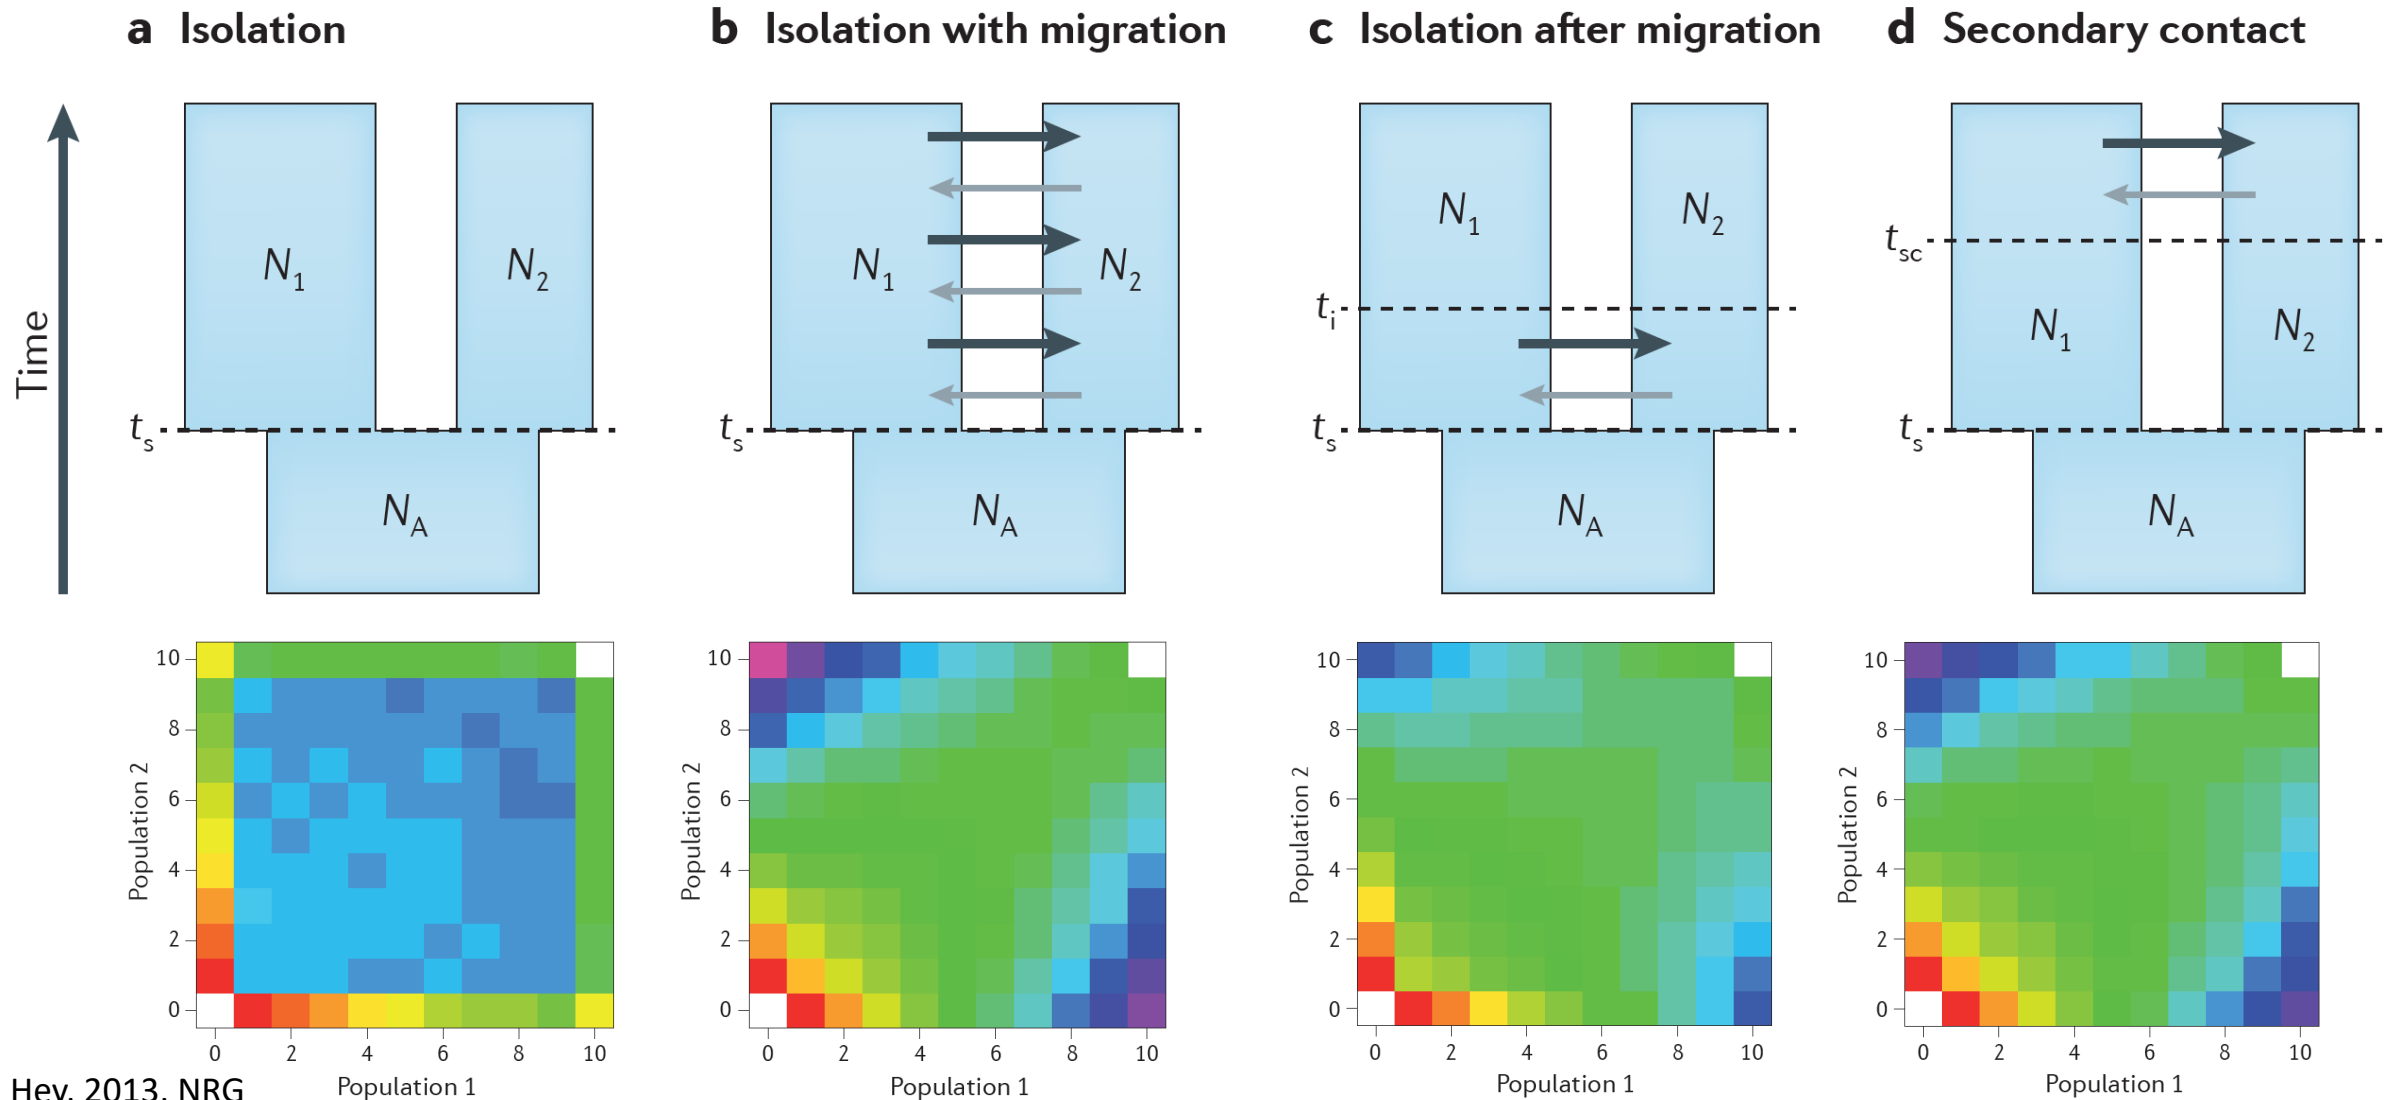 a Isolation
b Isolation with migration
c Isolation after migration
d Secondary contact
Time
N1
N2
ts
NA
N1
N2
ts
NA
N1
N2
ti
ts
NA
tsc
N1
N2
ts
NA
Population 2
10
8
6
4
2
0
0 2 4 6 8 10
Population 1
Population 2
10
8
6
4
2
0
0 2 4 6 8 10
Population 1
Population 2
10
8
6
4
2
0
0 2 4 6 8 10
Population 1
Population 2
10
8
6
4
2
0
0 2 4 6 8 10
Population 1
Hey, 2013, NRG